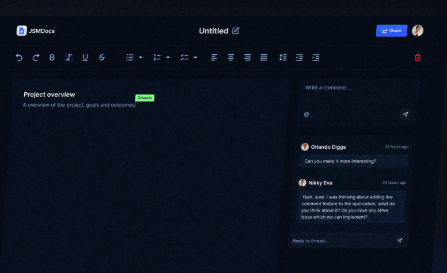 JSMDocs
Untitled
Share
B I U S
Project overview
A overview of the project, goals and outcomes
Orlando
Write a comment...
@
Orlando Diggs
23 hours ago
Can you make it more interesting?
Nikky Eva
23 hours ago
Yeah, sure. I was thinking about adding live
comment feature to the application, what do
you think about it? Do you have any other
ideas which we can implement?
Reply to thread...